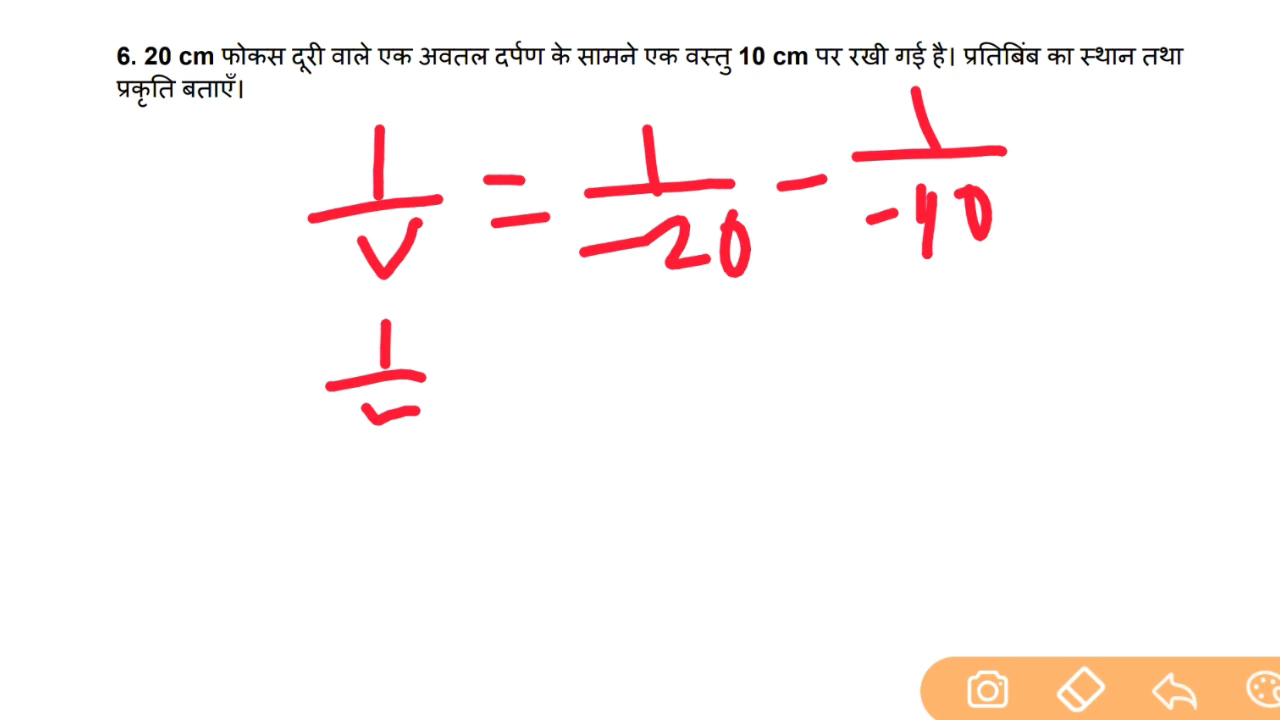 6. 20 cm फोकस दूरी वाले एक अवतल दर्पण के सामने एक वस्तु 10 cm पर रखी गई है। प्रतिबिंब का स्थान तथा
प्रकृति बताएँ।
1/v = 1/-20 - 1/-40
1/v